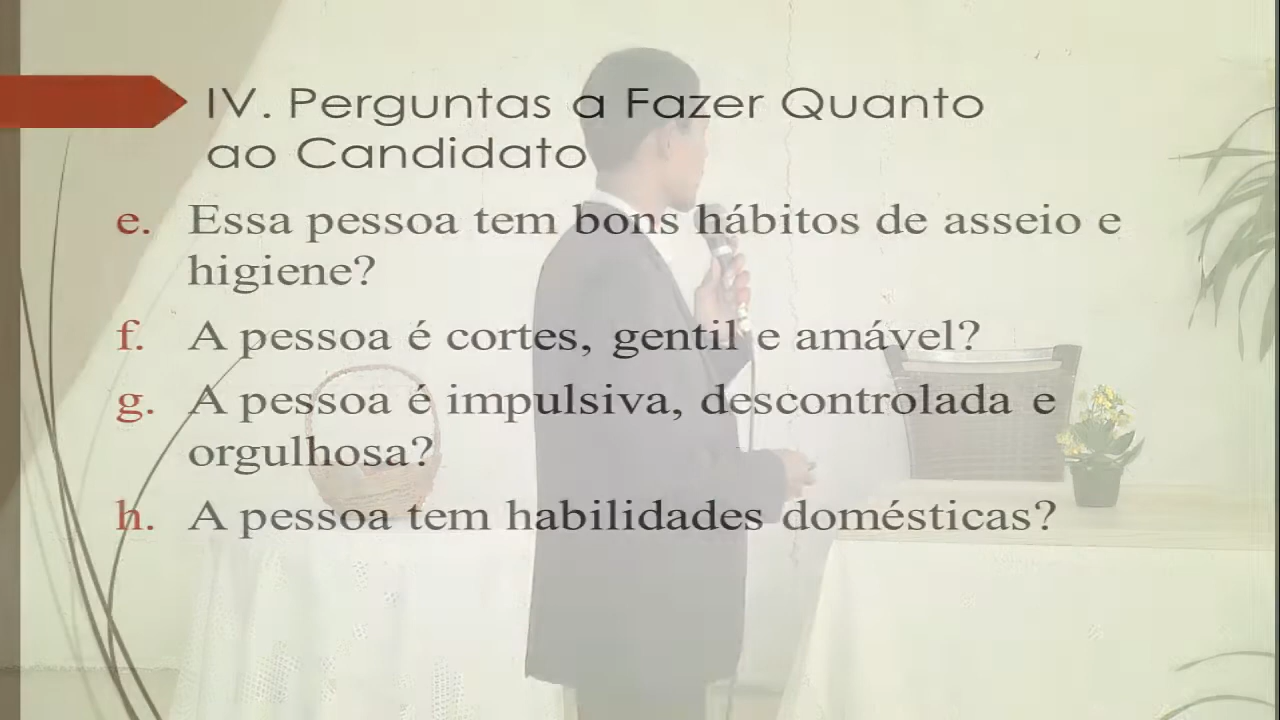 IV. Perguntas a Fazer Quanto
ao Candidato
e. Essa pessoa tem bons hábitos de asseio e
higiene?
f. A pessoa é cortes, gentil e amável?
g. A pessoa é impulsiva, descontrolada e
orgulhosa?
h. A pessoa tem habilidades domésticas?